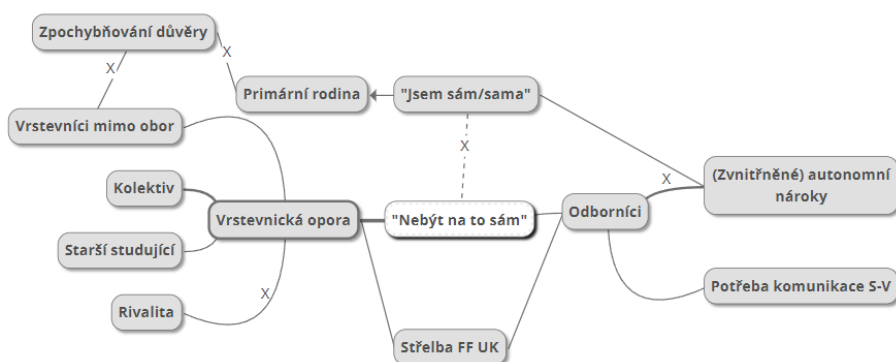 Zpochybňování důvěry
X
X
Primární rodina
"Jsem sám/sama"
Vrstevníci mimo obor
X
Kolektiv
(Zvnitřněné) autonomní
nároky
X
Vrstevnická opora
"Nebýt na to sám"
Odborníci
Starší studující
Potřeba komunikace S-V
X
Rivalita
Střelba FF UK